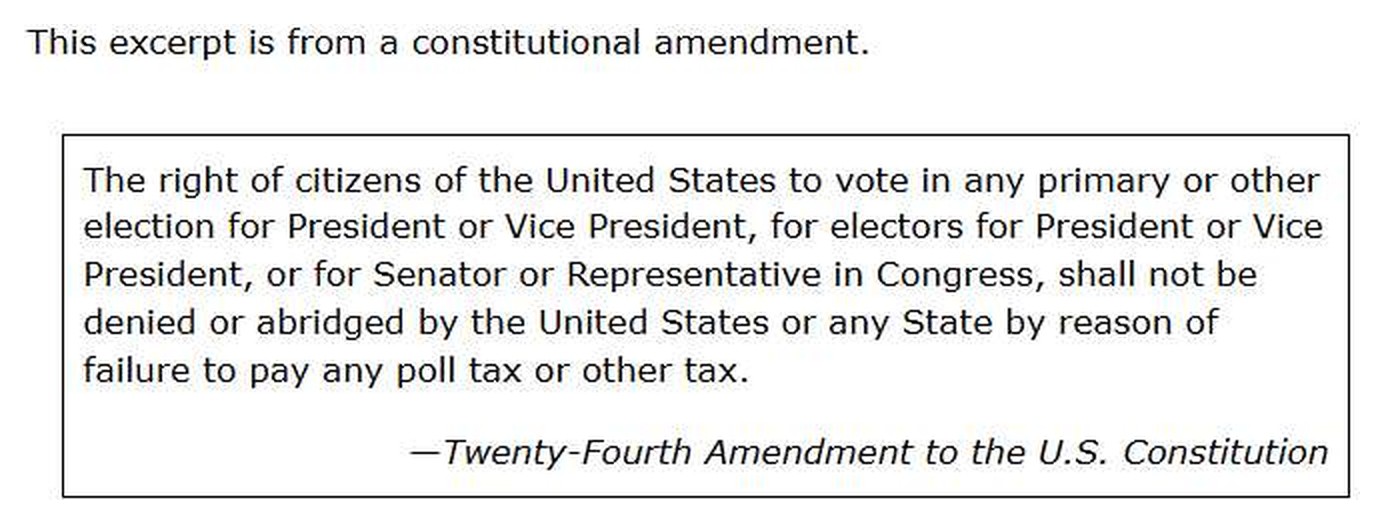 This excerpt is from a constitutional amendment.
The right of citizens of the United States to vote in any primary or other
election for President or Vice President, for electors for President or Vice
President, or for Senator or Representative in Congress, shall not be
denied or abridged by the United States or any State by reason of
failure to pay any poll tax or other tax.
—Twenty-Fourth Amendment to the U.S. Constitution